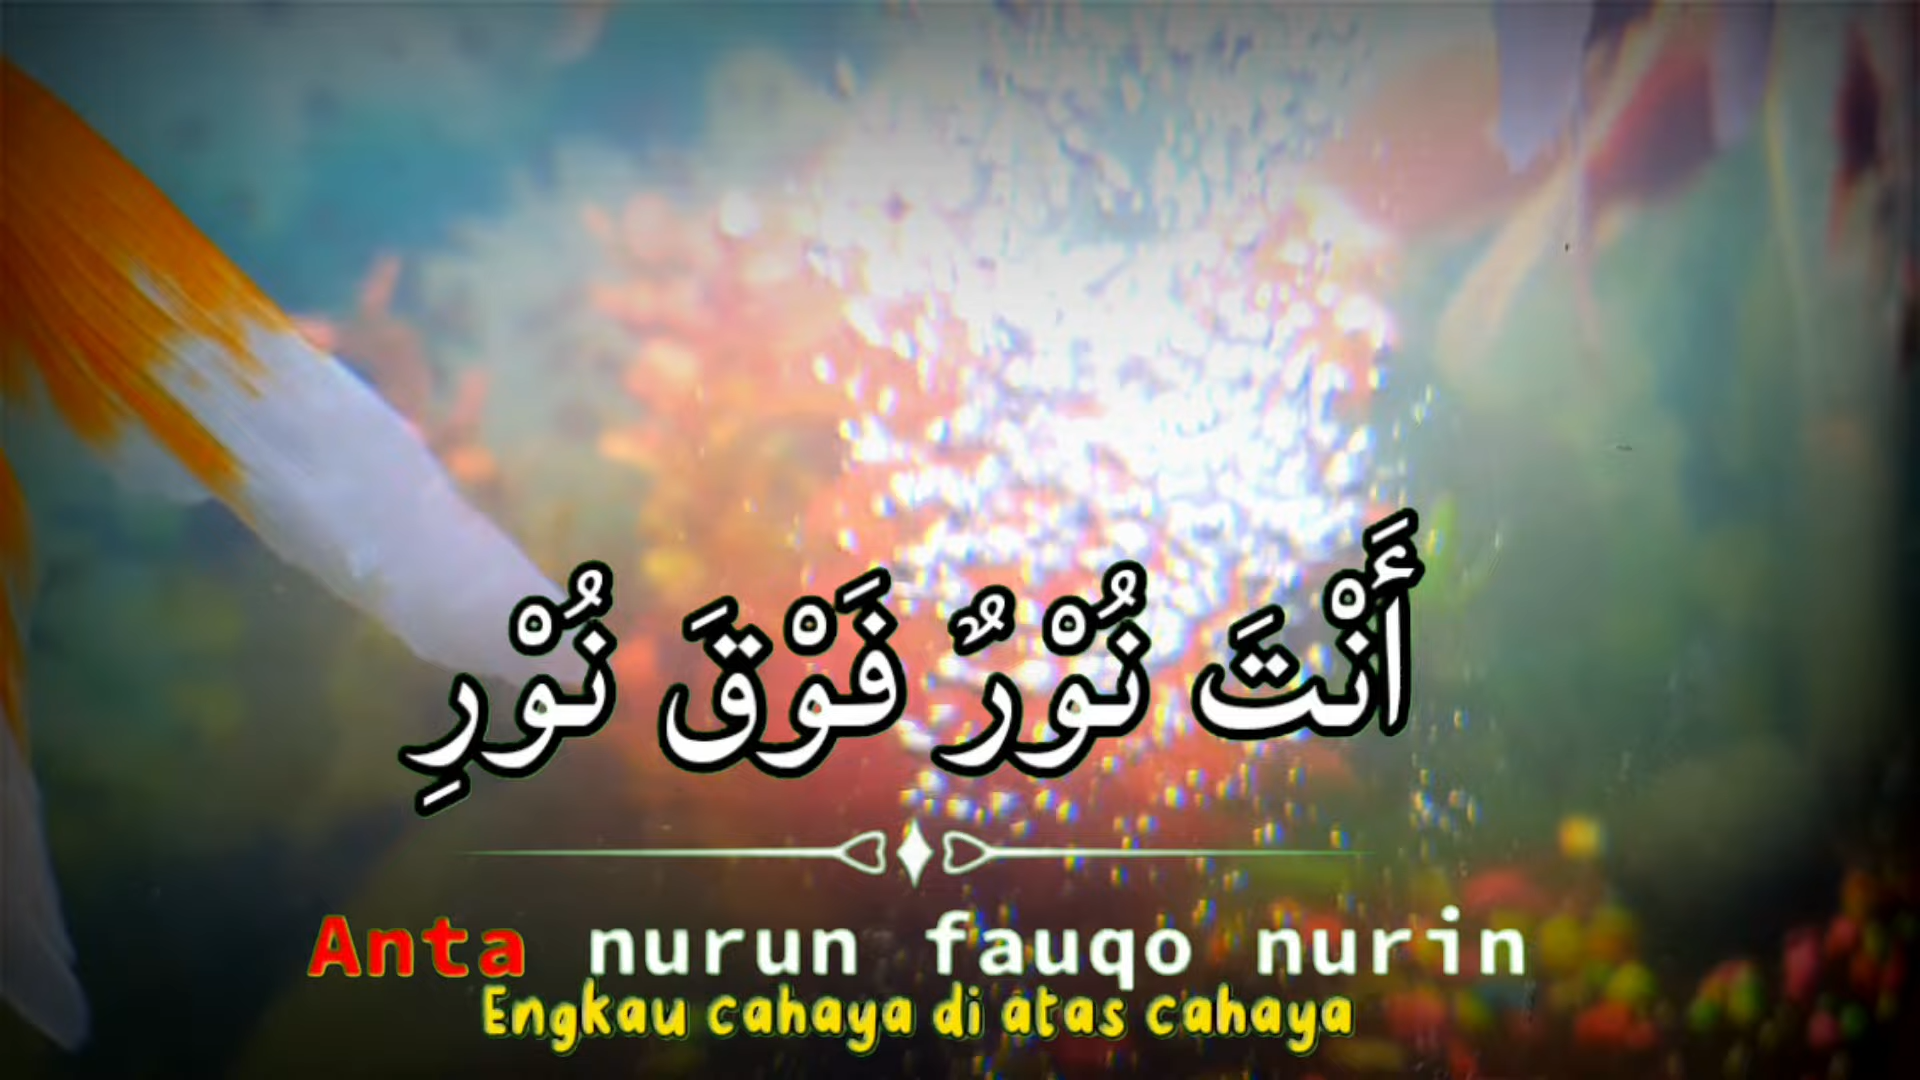 أَنْتَ نُوْرٌ فَوْقَ نُوْرِ
Anta nurun fauqo nurin
Engkau cahaya di atas cahaya